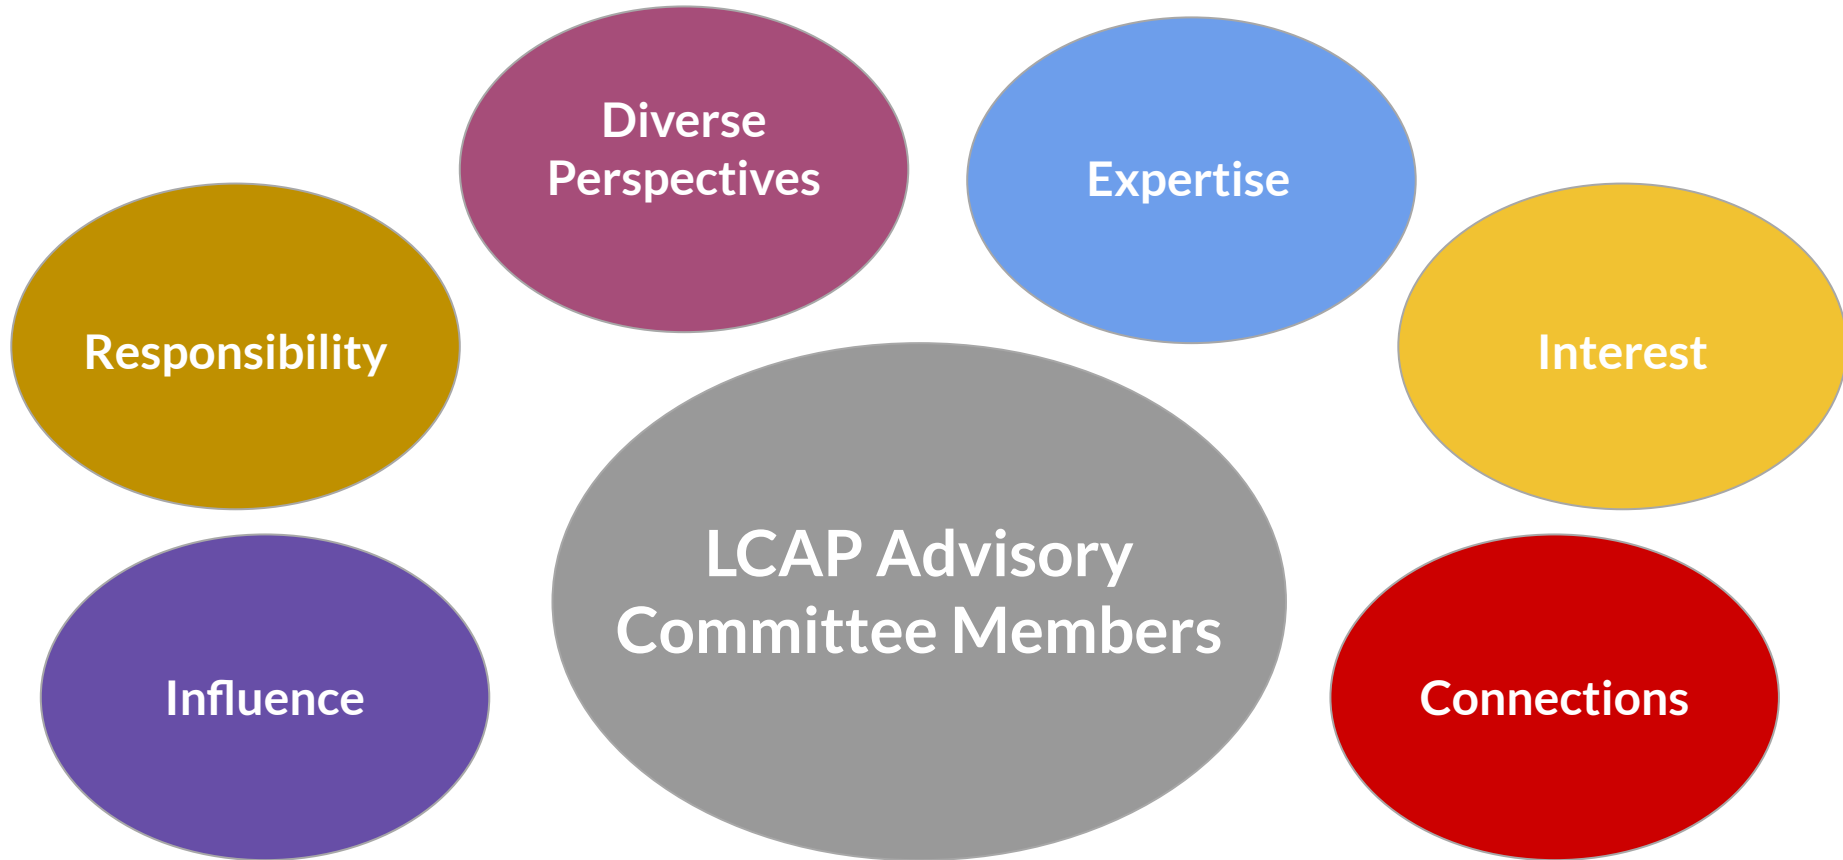 Diverse
Perspectives
Expertise
Responsibility
Interest
LCAP Advisory
Committee Members
Influence
Connections